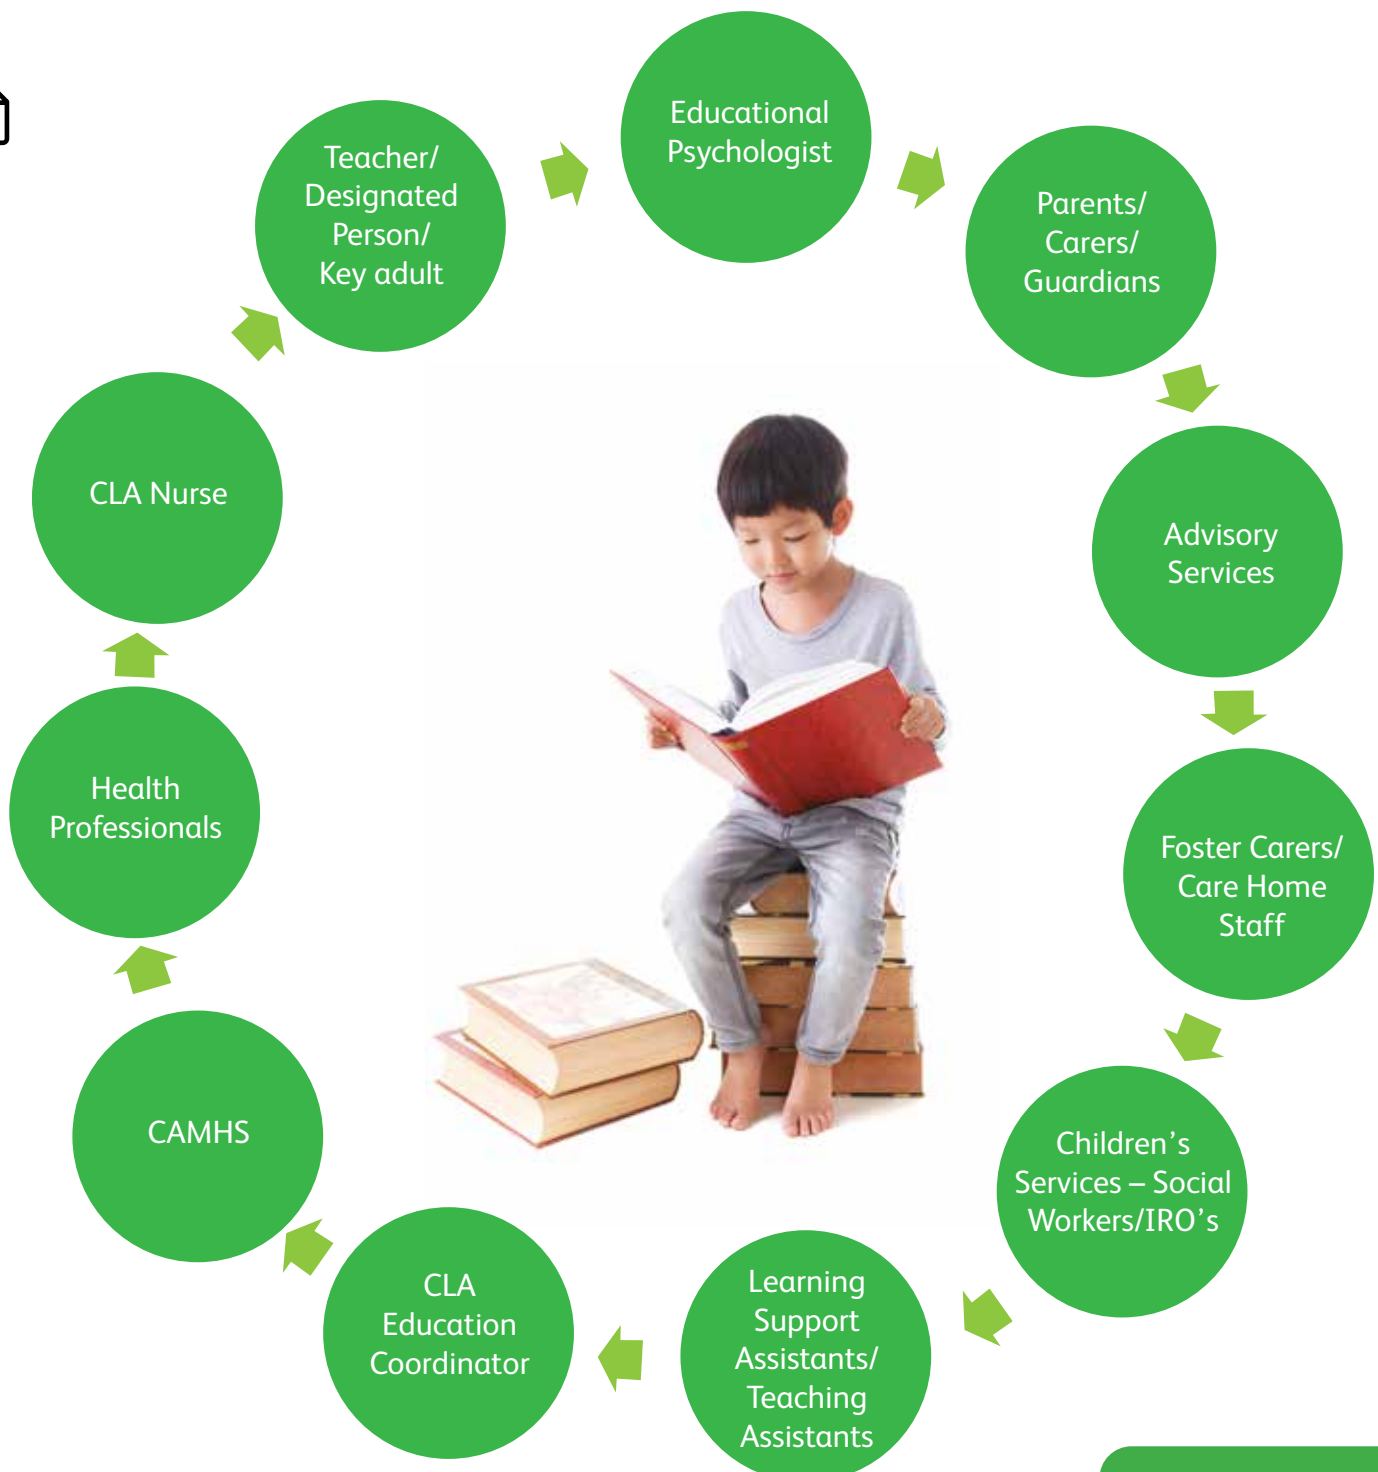 Educational
Psychologist
Parents/
Carers/
Guardians
Advisory
Services
Foster Carers/
Care Home
Staff
Children’s
Services – Social
Workers/IRO’s
Learning
Support
Assistants/
Teaching
Assistants
CLA
Education
Coordinator
CAMHS
Health
Professionals
CLA Nurse
Teacher/
Designated
Person/
Key adult